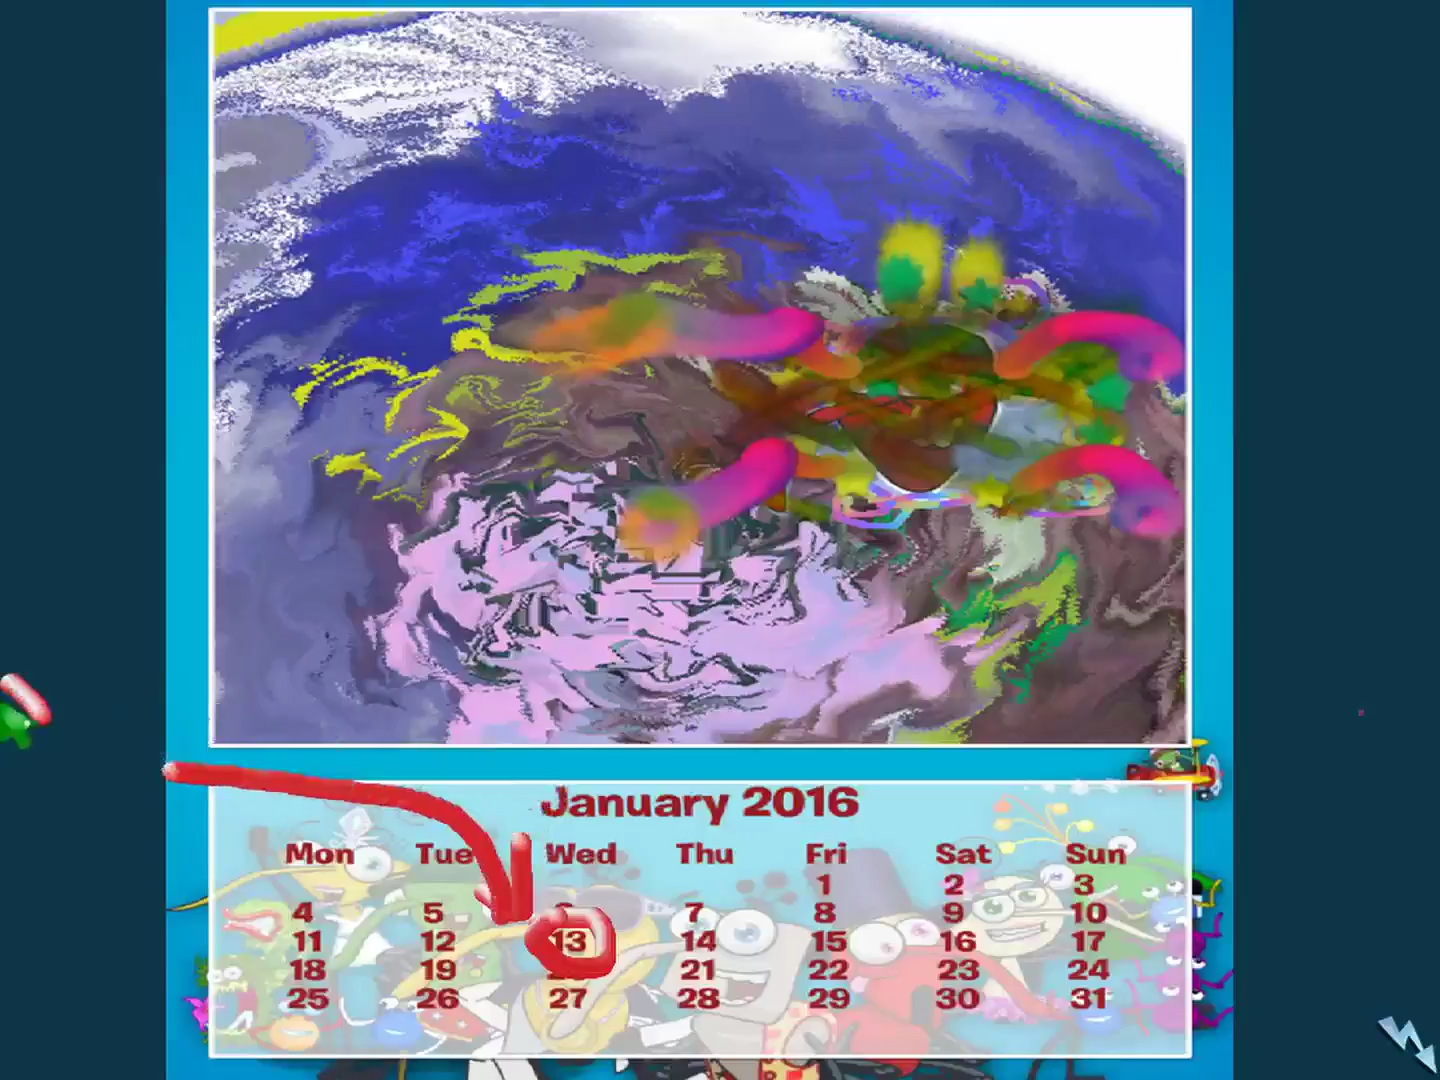 January 2016
Mon Tue Wed Thu Fri Sat Sun
1 2 3
4 5 7 8 9 10
11 12 13 14 15 16 17
18 19 21 22 23 24
25 26 27 28 29 30 31